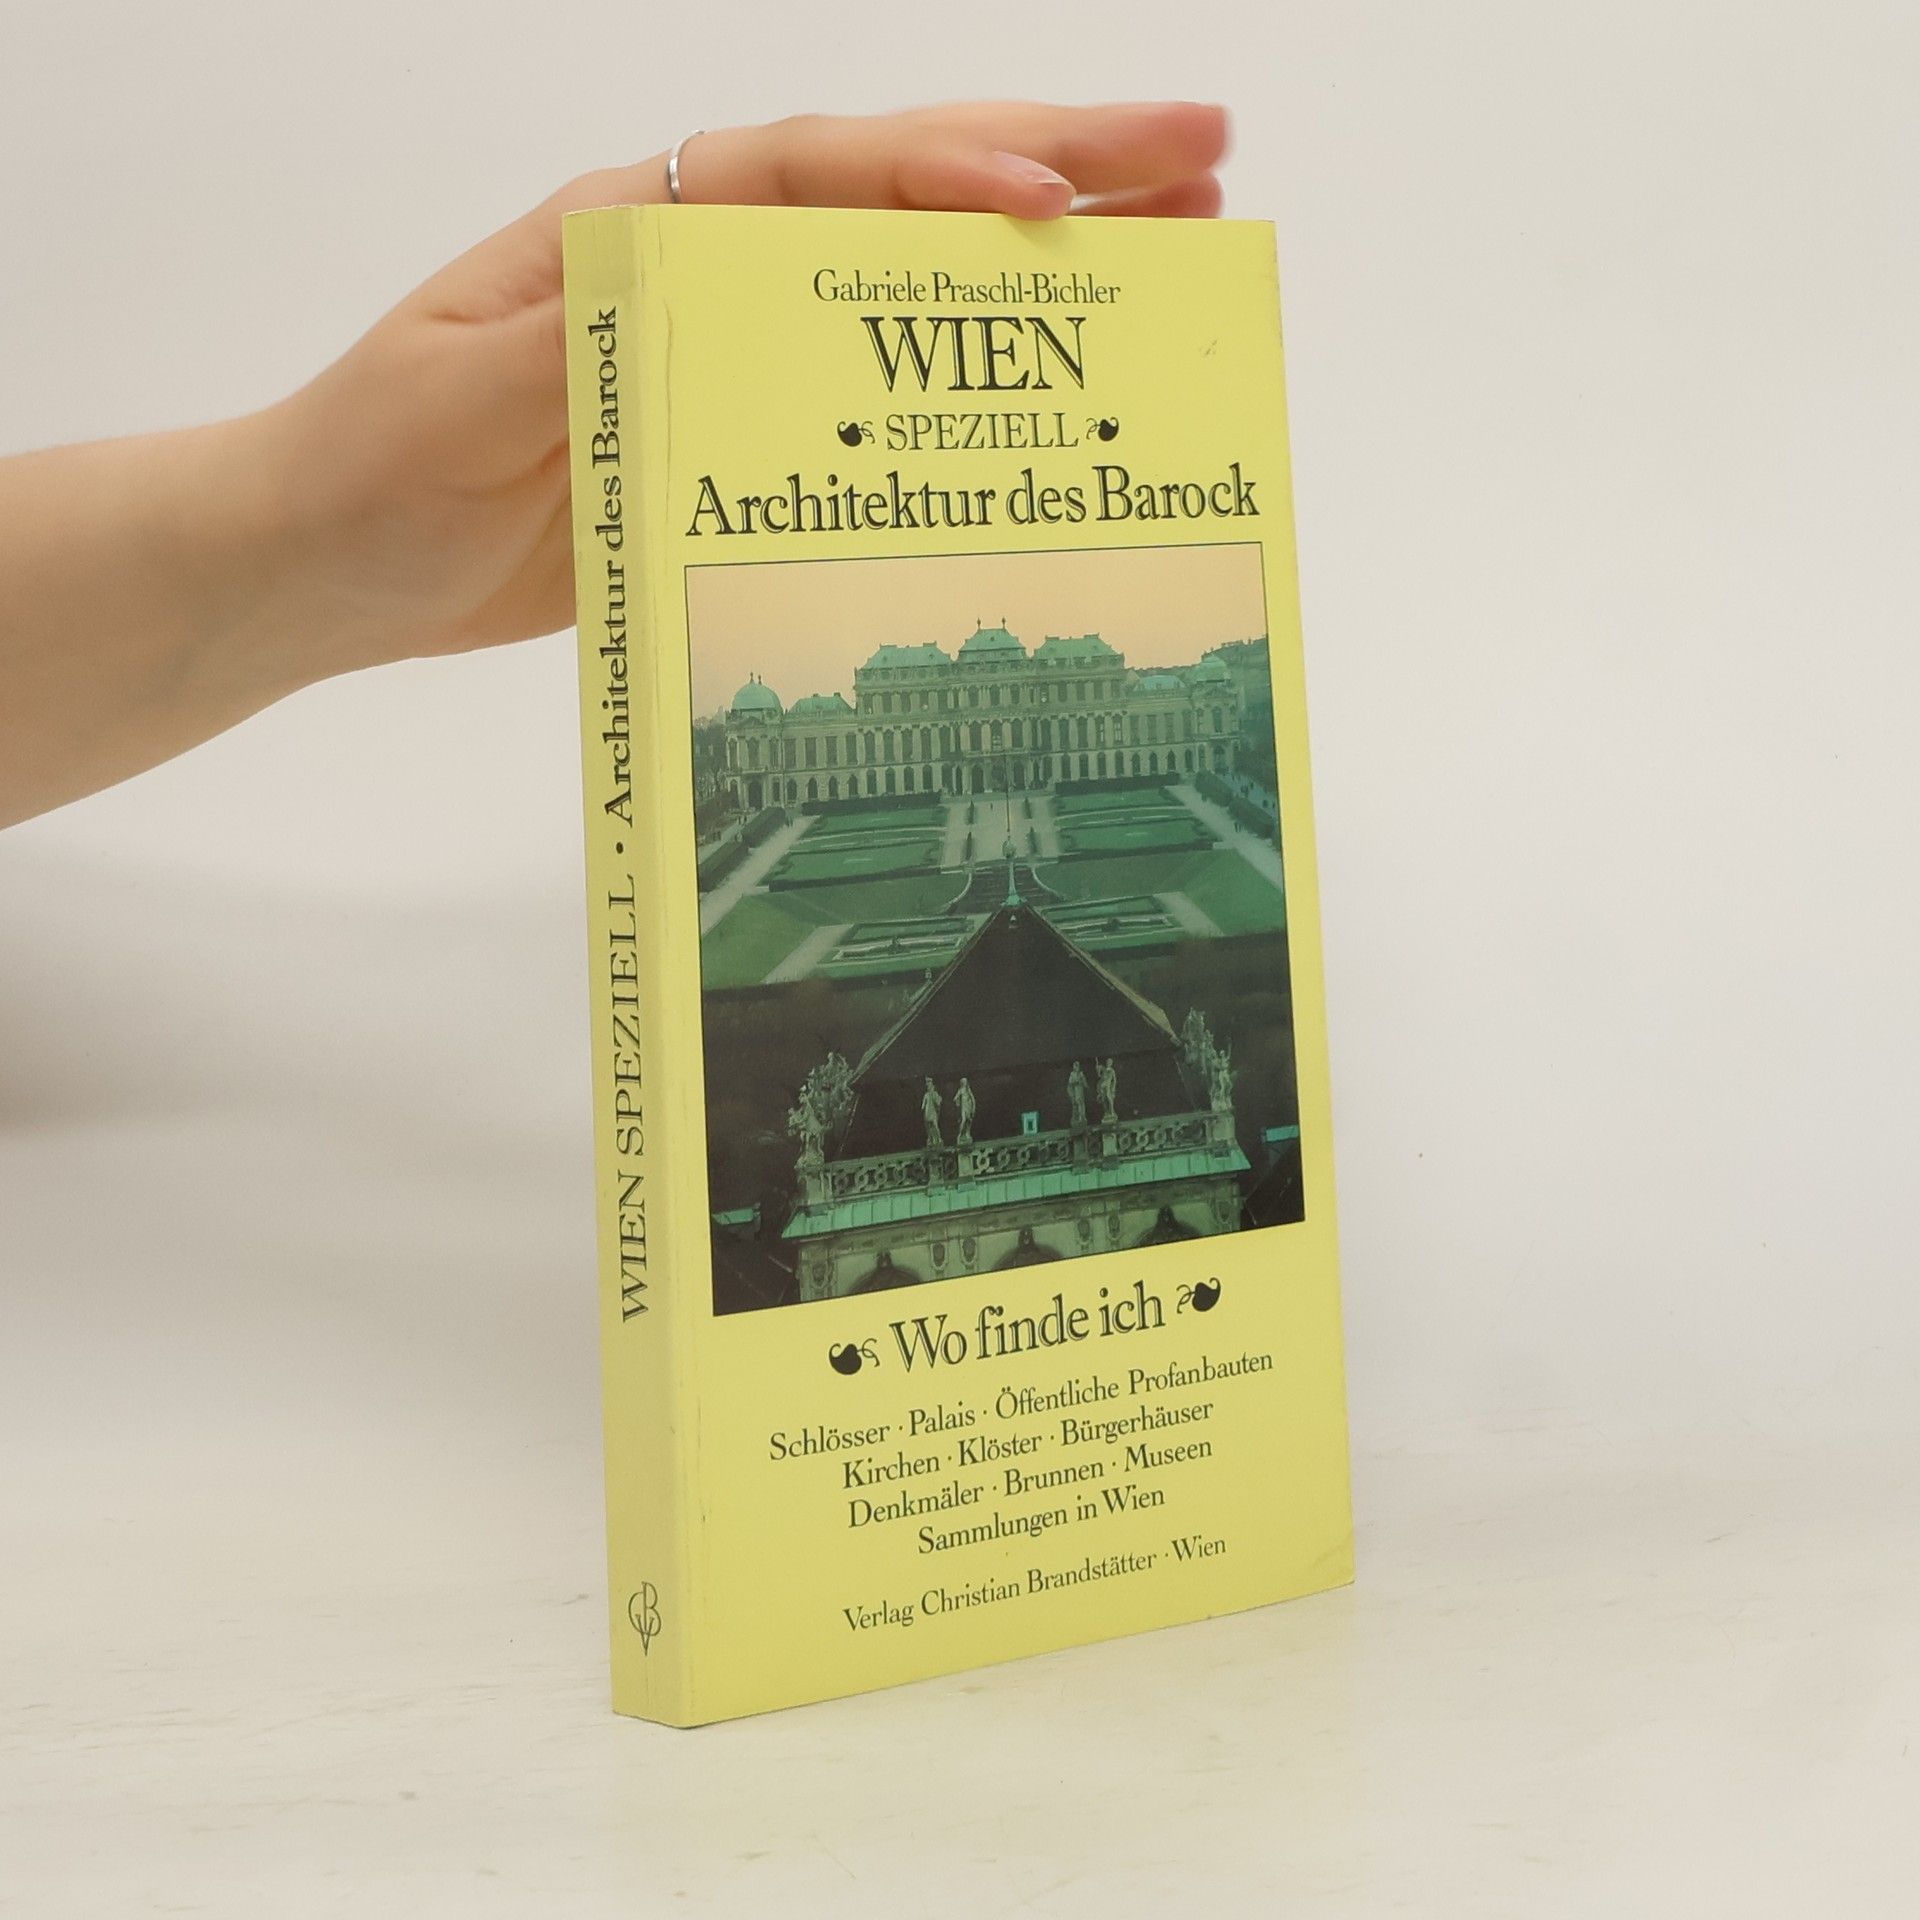 Gabriele Praschl-Bichler
WIEN
SPEZIELL
Architektur des Barock
Wo finde ich
Schlösser · Palais · Öffentliche Profanbauten
Kirchen · Klöster · Bürgerhäuser
Denkmäler · Brunnen · Museen
Sammlungen in Wien
Verlag Christian Brandstätter · Wien
WIEN SPEZIELL · Architektur des Barock